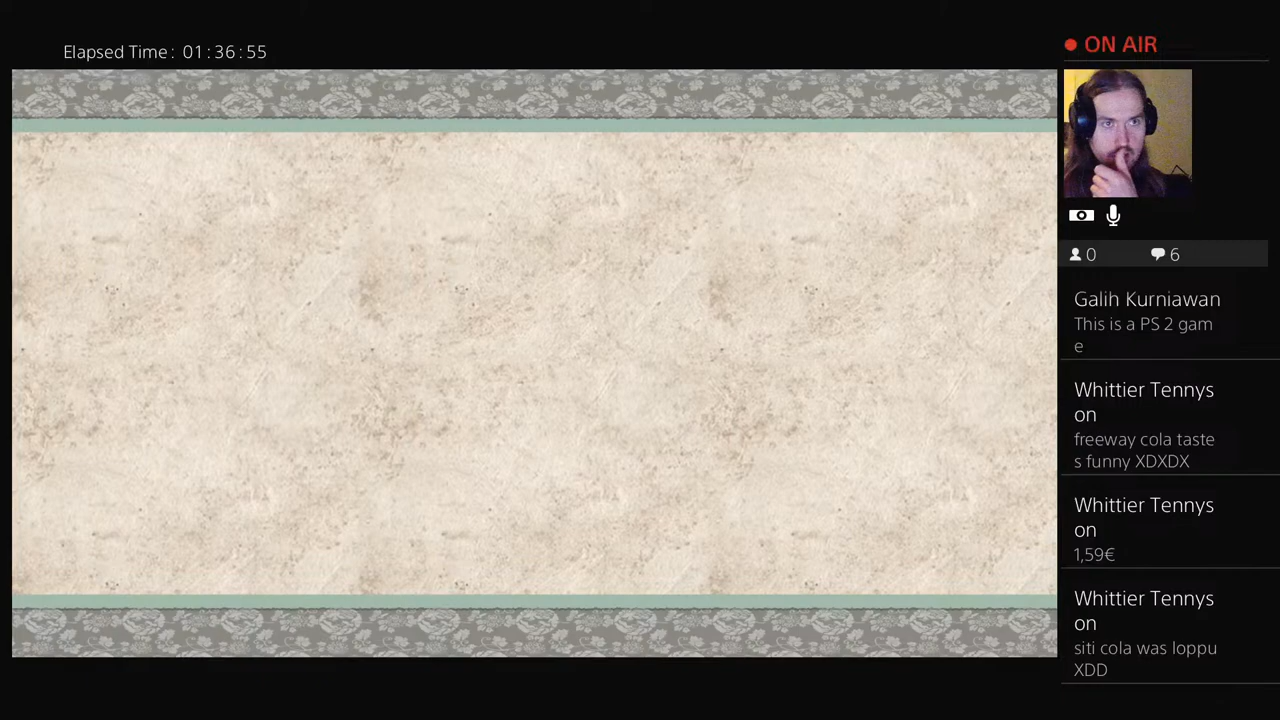 Elapsed Time: 01:36:55
ON AIR
0 6
Galih Kurniawan
This is a PS 2 gam
e
Whittier Tennys
on
freeway cola taste
s funny XDXDX
Whittier Tennys
on
1,59€
Whittier Tennys
on
siti cola was loppu
XDD